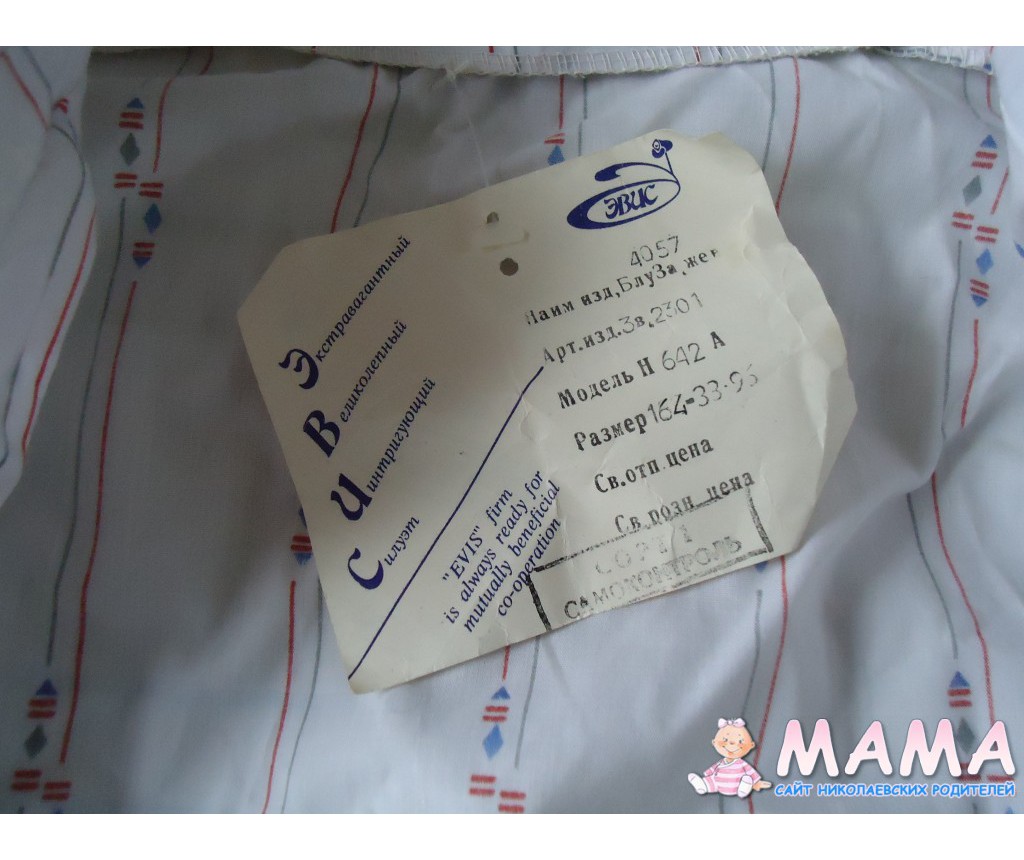 ЭВИС
4057
Наим изд, БлуЗа, жен
Арт.изд.3в.2301
Модель Н 642 А
Размер 164-33-96
Св.отп.цена
Св.розн.цена
СОРТ 1
САМОКОНТРОЛЬ
Экстравагантный
Великолепный
Интригующий
Силуэт
"EVIS" firm
is always ready for
mutually beneficial
co-operation
МАМА
САЙТ НИКОЛАЕВСКИХ РОДИТЕЛЕЙ